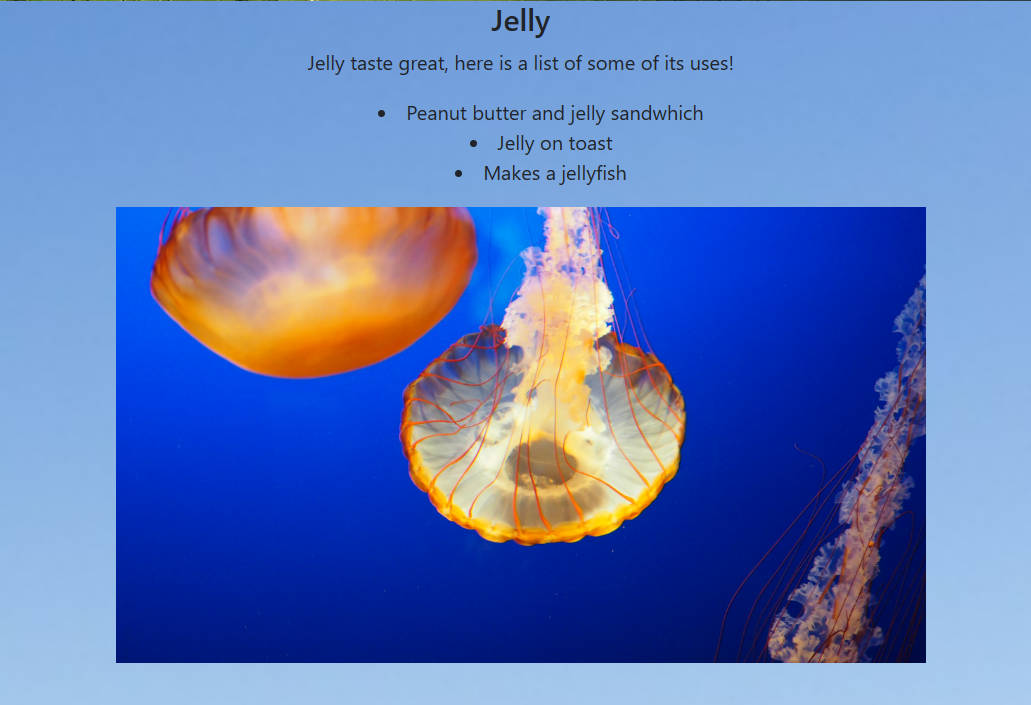 Jelly
Jelly taste great, here is a list of some of its uses!
Peanut butter and jelly sandwhich
Jelly on toast
Makes a jellyfish